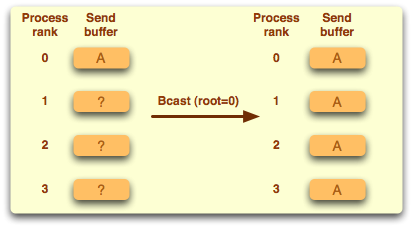 Process rank Send buffer Process rank Send buffer
0 A 0 A
1 ? Bcast (root=0) 1 A
2 ? 2 A
3 ? 3 A